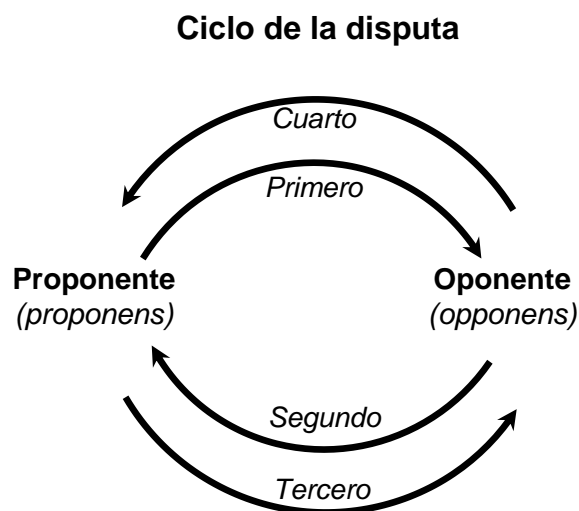 Ciclo de la disputa
Cuarto
Primero
Proponente
(proponens)
Oponente
(opponens)
Segundo
Tercero